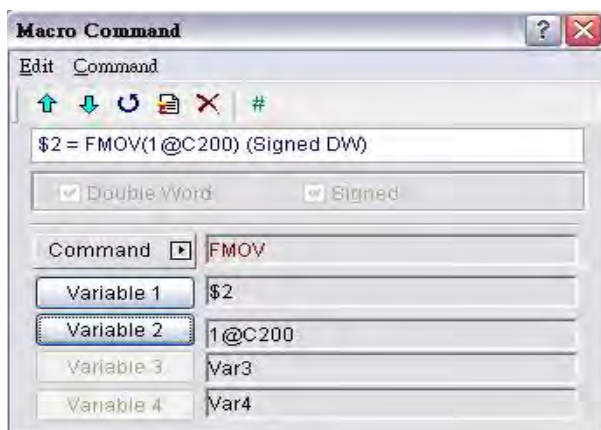 Macro Command
Edit Command
#
$2 = FMOV(1@C200) (Signed DW)
Double Word Signed
Command FMOV
Variable 1 $2
Variable 2 1@C200
Variable 3 Var3
Variable 4 Var4